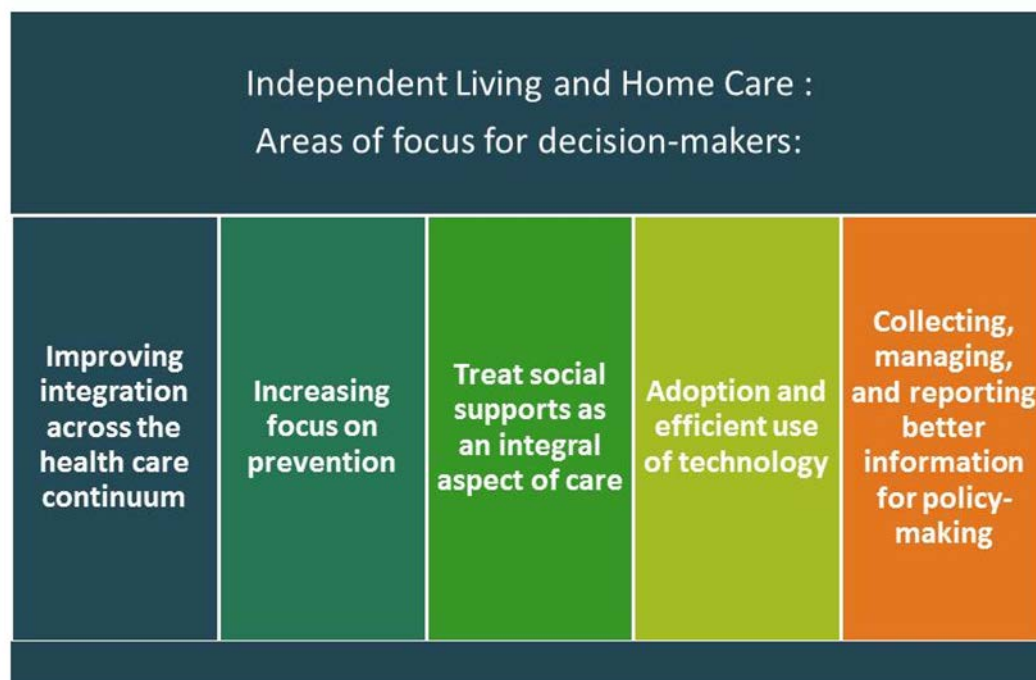 Independent Living and Home Care :
Areas of focus for decision-makers:
Improving
integration
across the
health care
continuum
Increasing
focus on
prevention
Treat social
supports as
an integral
aspect of care
Adoption and
efficient use
of technology
Collecting,
managing,
and reporting
better
information
for policy-
making